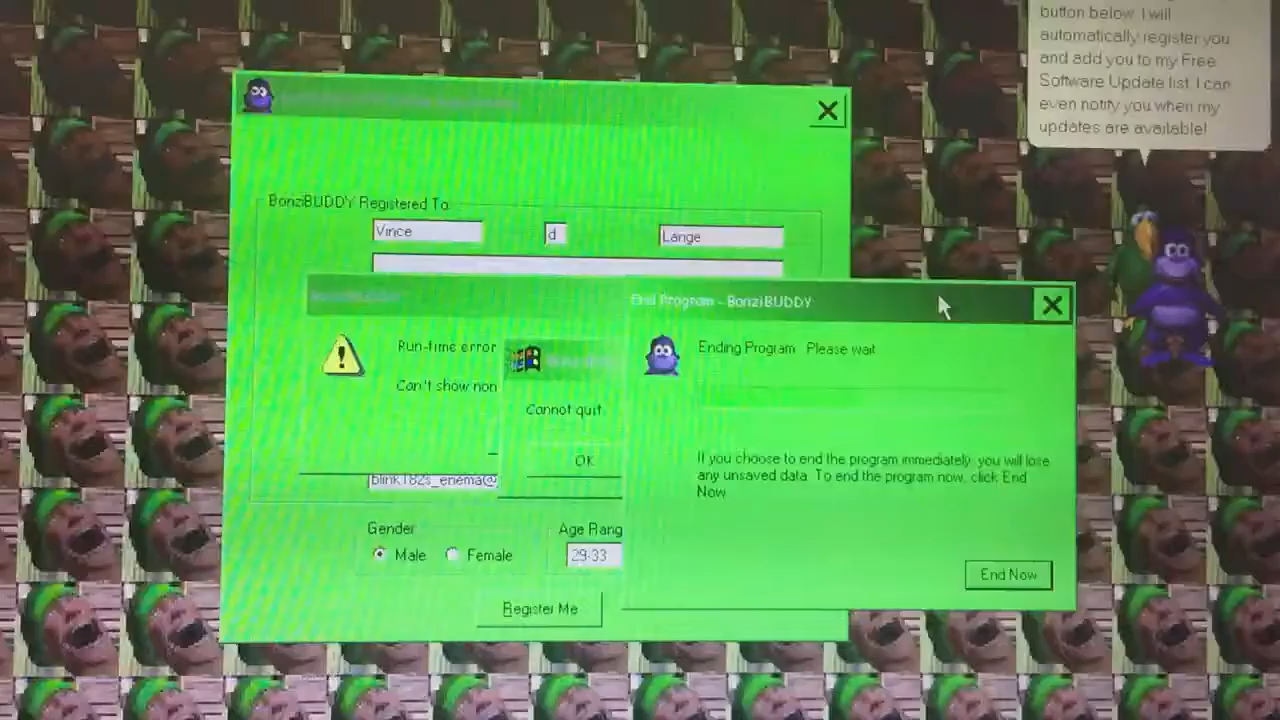 button below. I will
automatically register you
and add you to my Free
Software Update list. I can
even notify you when my
updates are available!
BonziBUDDY Registered To
Vince
d
Lange
End Program - BonziBUDDY
Ending Program. Please wait
Run-time error
Can't show non
Cannot quit.
OK
If you choose to end the program immediately, you will lose
any unsaved data. To end the program now, click End
Now.
blink182s_enema@
Gender
Male
Female
Age Rang
29-33
End Now
Register Me